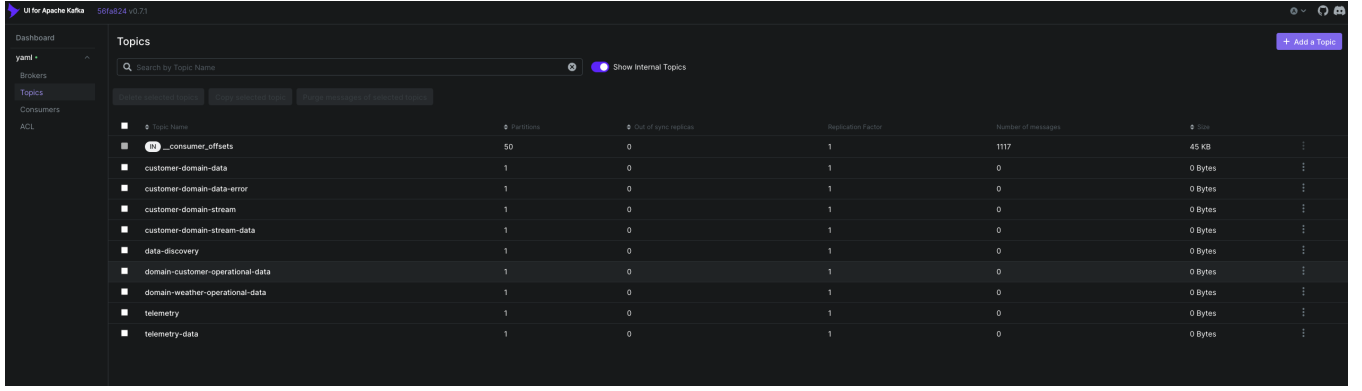 UI for Apache Kafka 56fa824 v0.7.1
Dashboard
yaml
Brokers
Topics
Consumers
ACL
Topics
+ Add a Topic
Search by Topic Name
Show Internal Topics
Delete selected topics Copy selected topic Purge messages of selected topics
Topic Name Partitions Out of sync replicas Replication Factor Number of messages Size
IN __consumer_offsets 50 0 1 1117 45 KB
customer-domain-data 1 0 1 0 0 Bytes
customer-domain-data-error 1 0 1 0 0 Bytes
customer-domain-stream 1 0 1 0 0 Bytes
customer-domain-stream-data 1 0 1 0 0 Bytes
data-discovery 1 0 1 0 0 Bytes
domain-customer-operational-data 1 0 1 0 0 Bytes
domain-weather-operational-data 1 0 1 0 0 Bytes
telemetry 1 0 1 0 0 Bytes
telemetry-data 1 0 1 0 0 Bytes